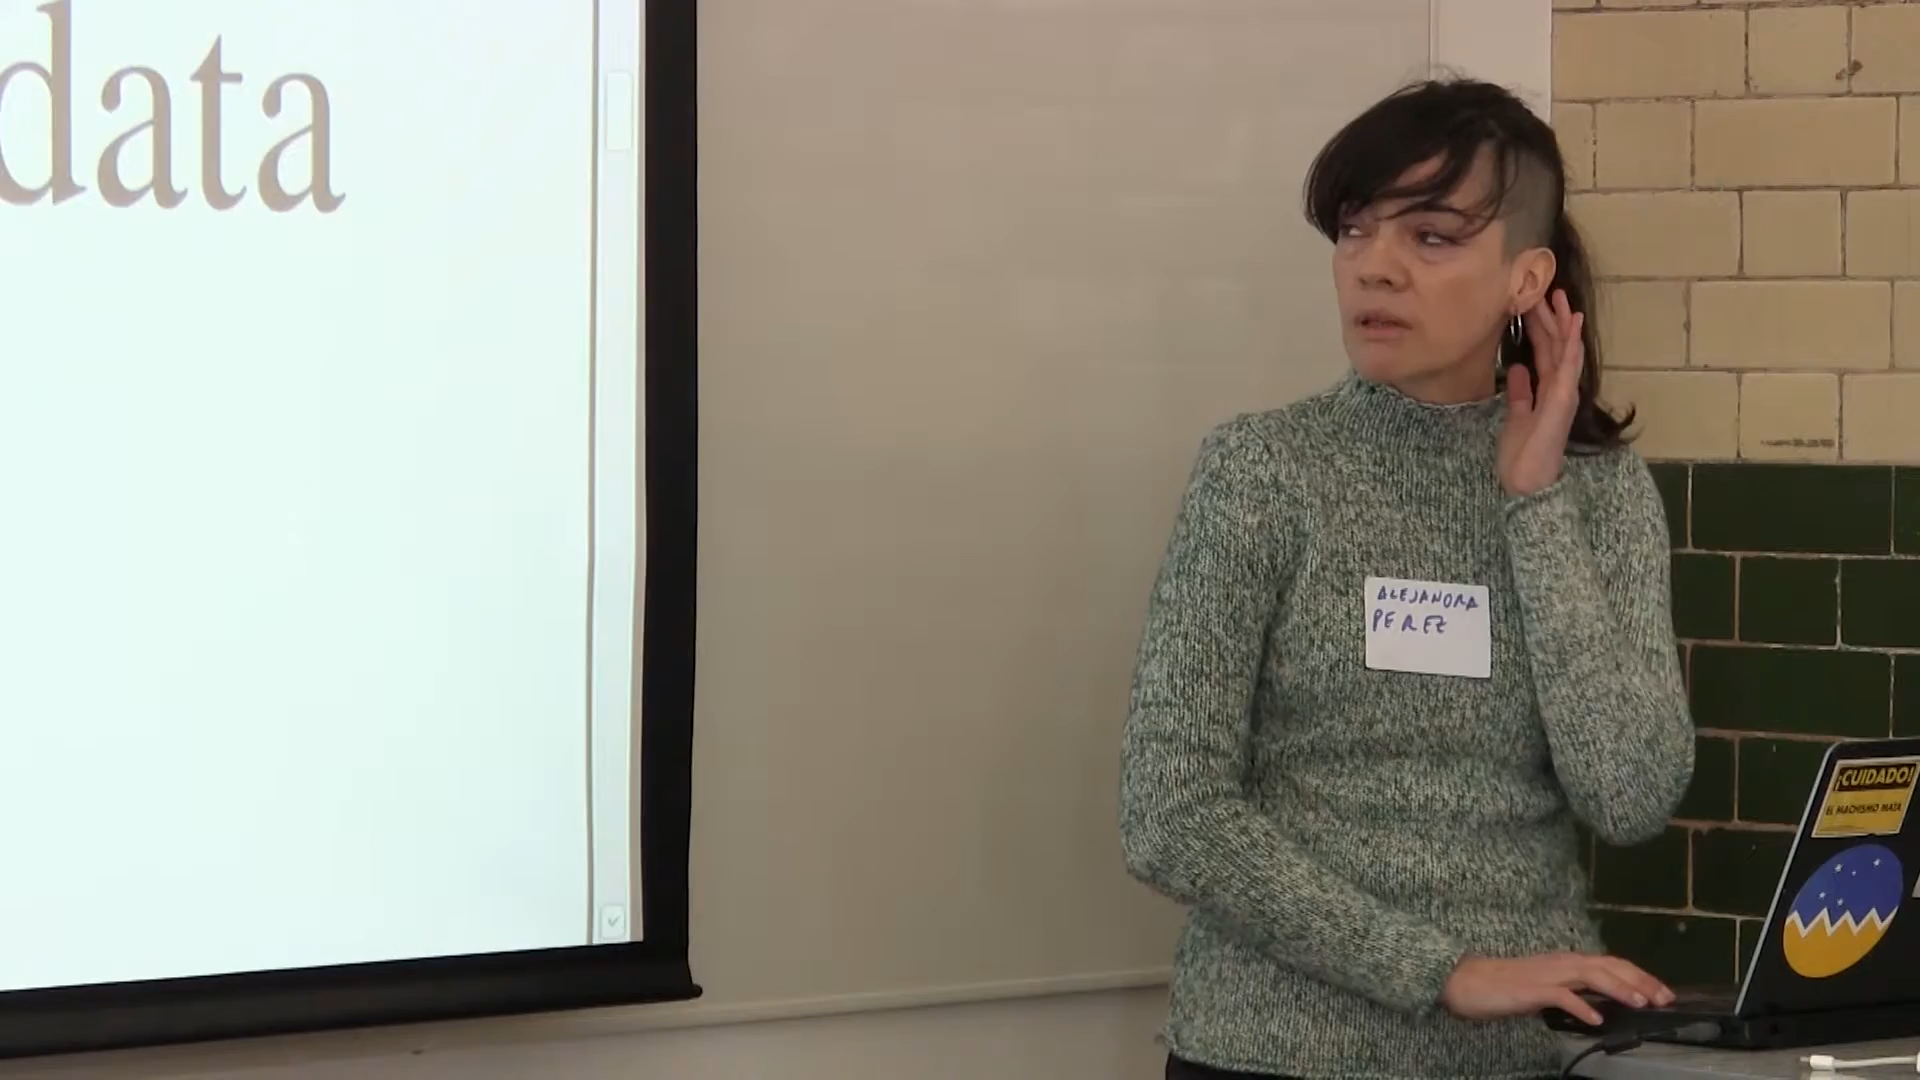 data
ALEJANDRA
PEREZ
¡CUIDADO!
EL MACHISMO MATA